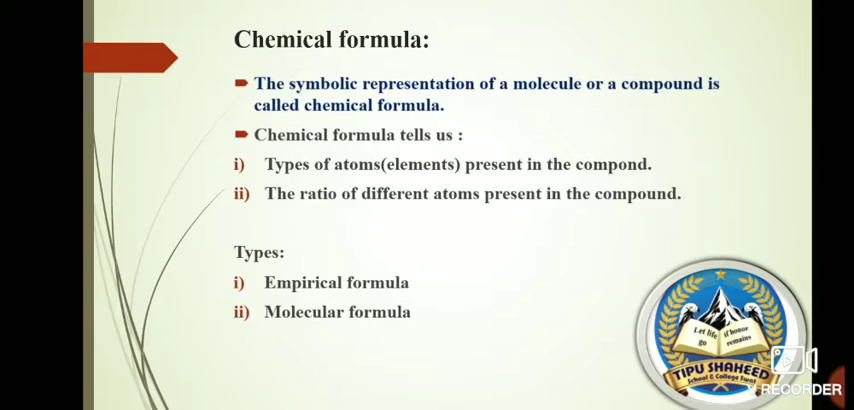 Chemical formula:
The symbolic representation of a molecule or a compound is
called chemical formula.
Chemical formula tells us :
i) Types of atoms(elements) present in the compond.
ii) The ratio of different atoms present in the compound.
Types:
i) Empirical formula
ii) Molecular formula
Let life
go
if honor
remains
TIPU SHAHEED
School & College Swat
V RECORDER